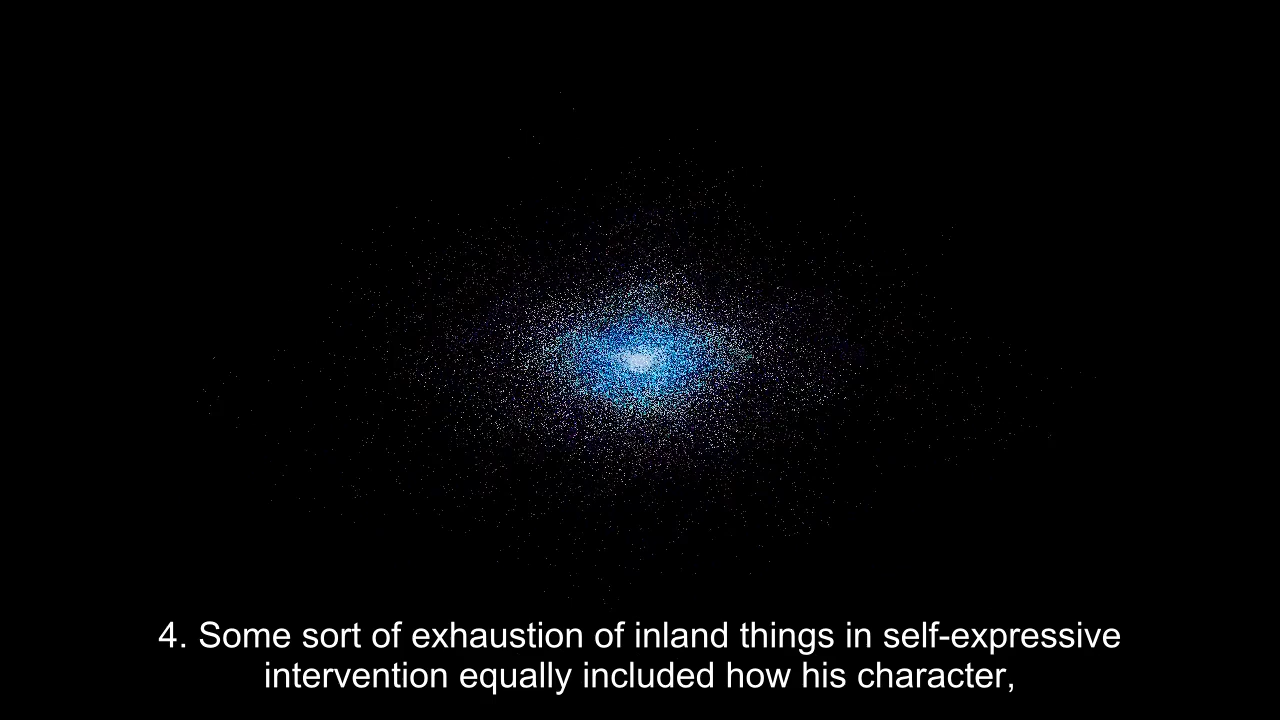 4. Some sort of exhaustion of inland things in self-expressive
intervention equally included how his character,